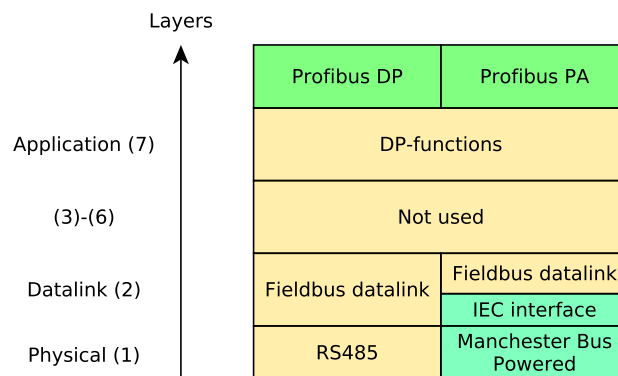 Layers
Profibus DP
Profibus PA
Application (7)
DP-functions
(3)-(6)
Not used
Datalink (2)
Fieldbus datalink
Fieldbus datalink
IEC interface
Physical (1)
RS485
Manchester Bus
Powered